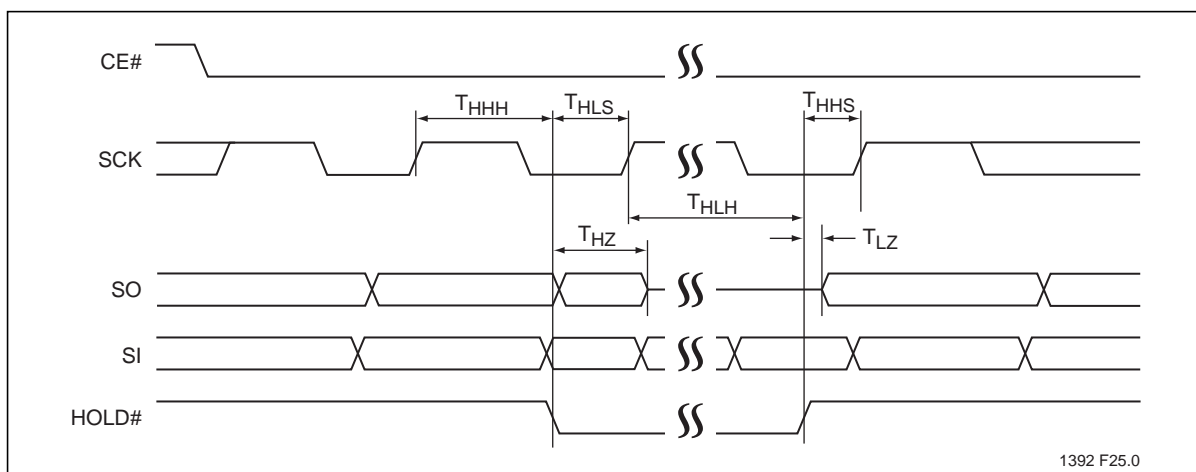 CE#
THHH
THLS
THHS
SCK
THLH
THZ
TLZ
SO
SI
HOLD#
1392 F25.0